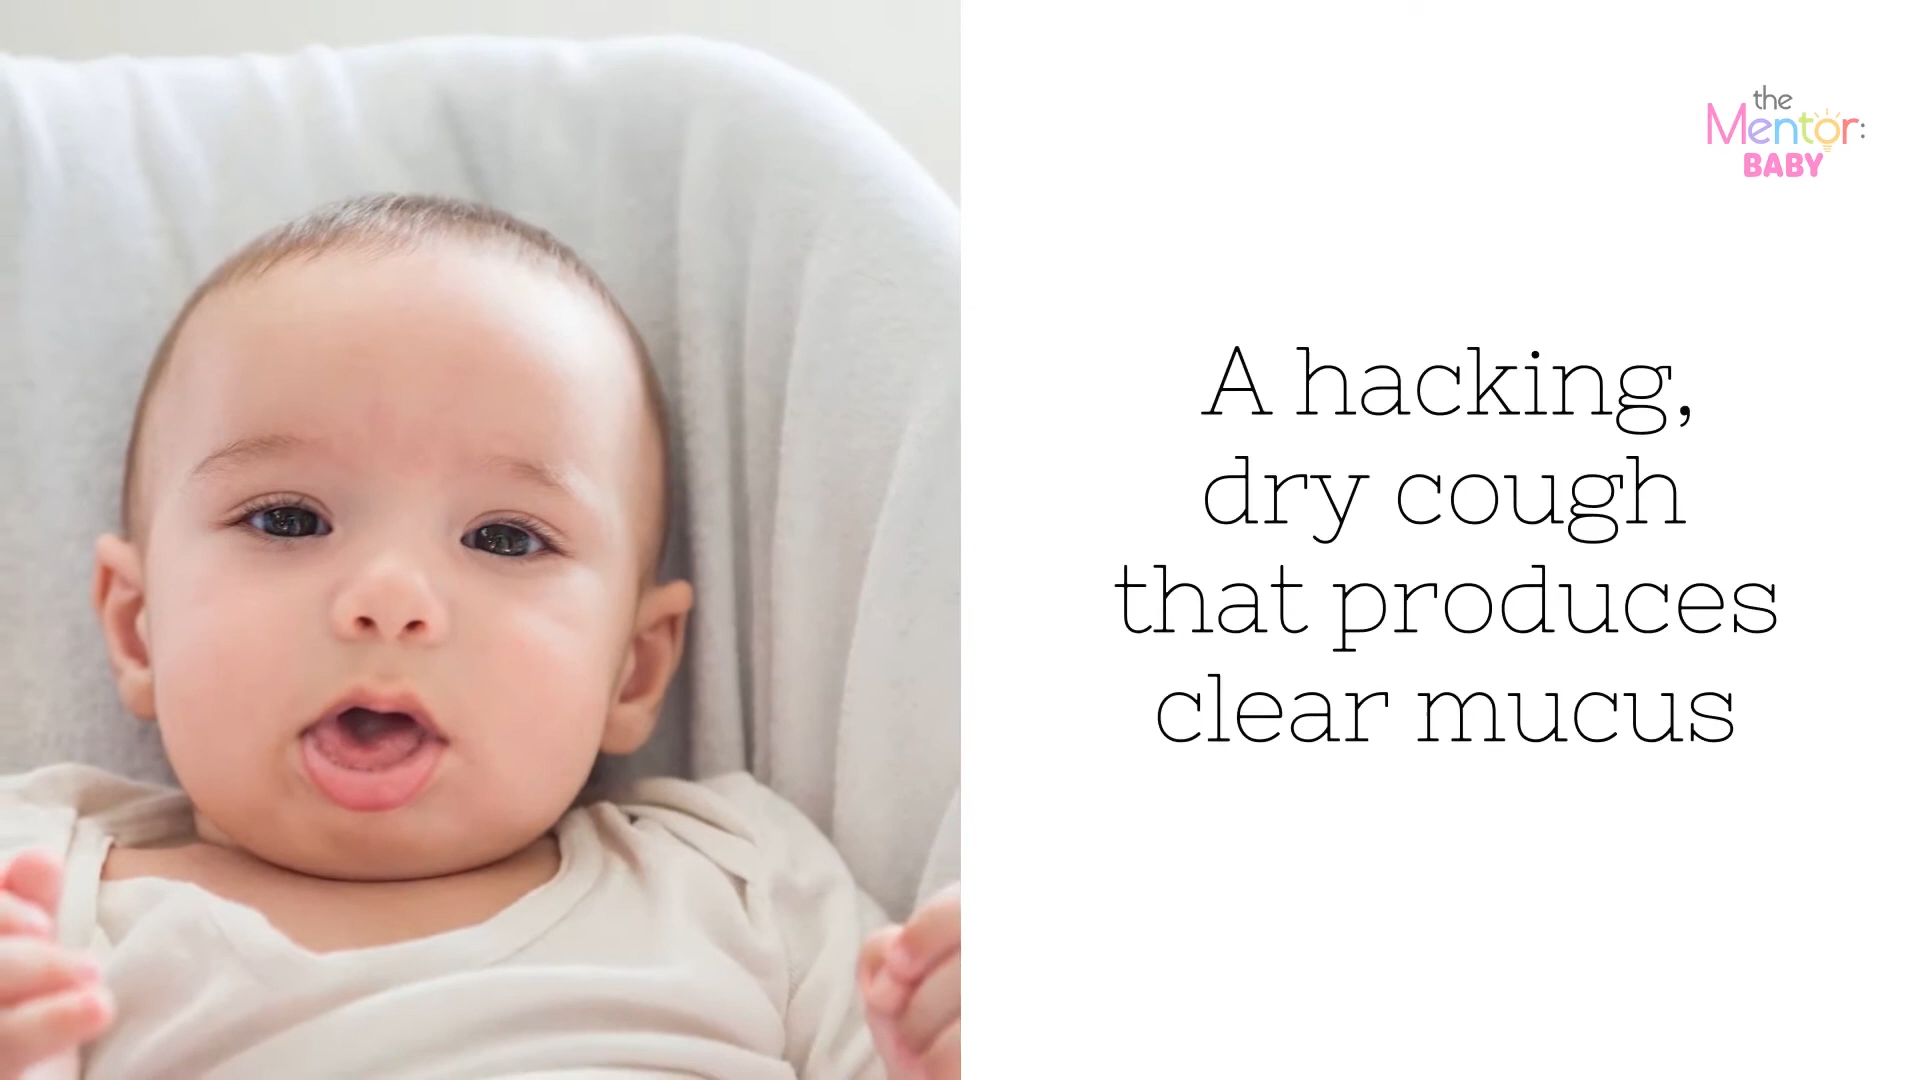 the
Mentor:
BABY
A hacking,
dry cough
that produces
clear mucus